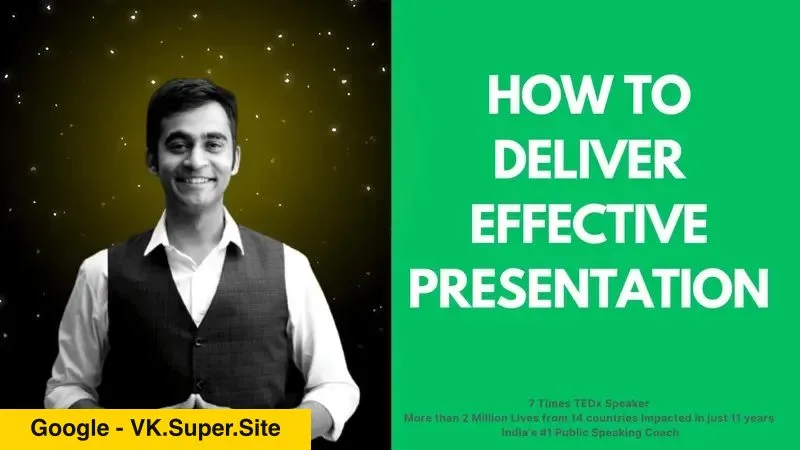 HOW TO
DELIVER
EFFECTIVE
PRESENTATION
7 Times TEDx Speaker
More than 2 Million Lives from 14 countries Impacted in just 11 years
India's #1 Public Speaking Coach
Google - VK.Super.Site